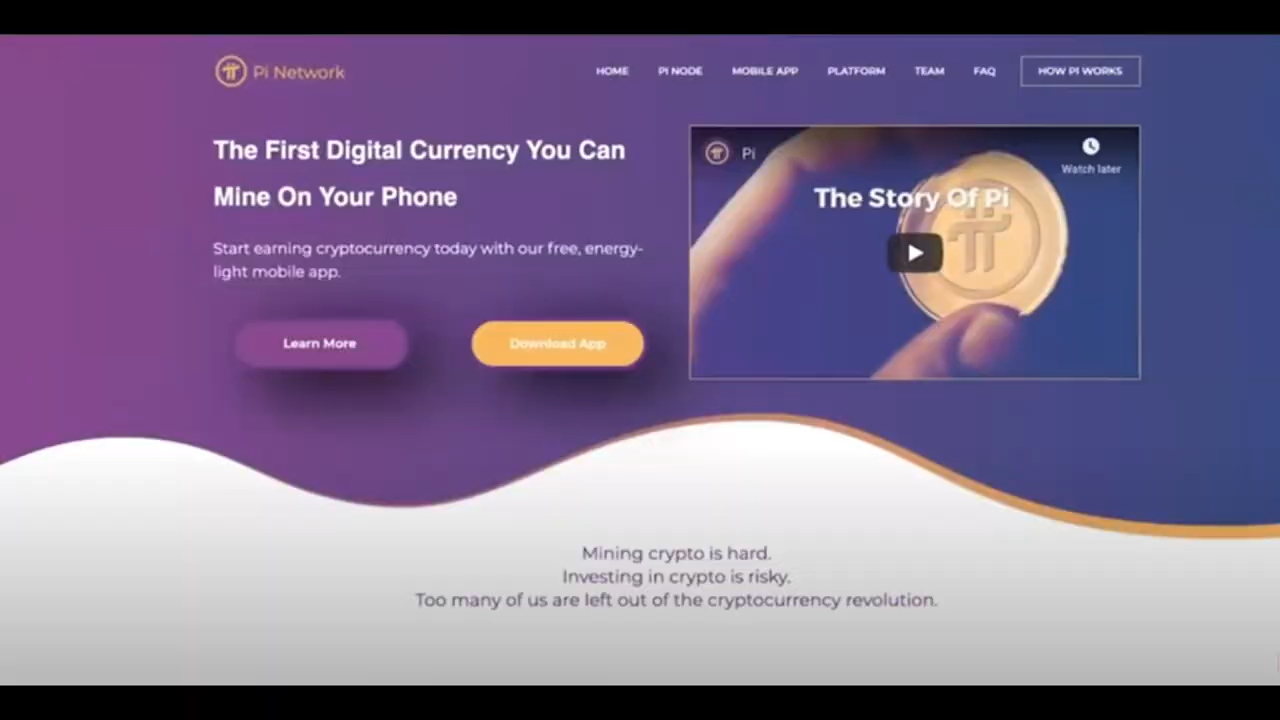 Pi Network
HOME PI NODE MOBILE APP PLATFORM TEAM FAQ HOW PI WORKS
The First Digital Currency You Can
Mine On Your Phone
Start earning cryptocurrency today with our free, energy-
light mobile app.
Learn More Download App
Pi
Watch later
The Story Of Pi
Mining crypto is hard.
Investing in crypto is risky.
Too many of us are left out of the cryptocurrency revolution.